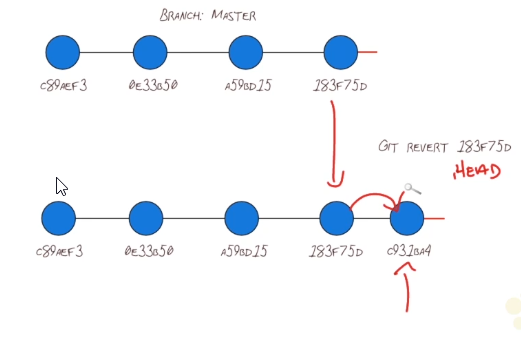 Branch: Master
c89aef3 0e33b50 a59bd15 183f75d
Git revert 183f75d
HEAD
c89aef3 0e33b50 a59bd15 183f75d c931ba4